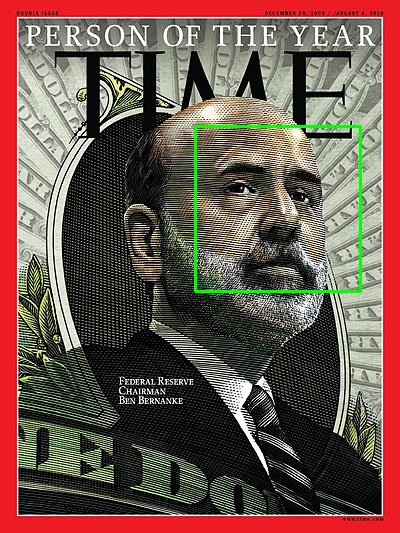 DOUBLE ISSUE
DECEMBER 28, 2009 / JANUARY 4, 2010
PERSON OF THE YEAR
TIME
FEDERAL RESERVE
CHAIRMAN
BEN BERNANKE
www.time.com